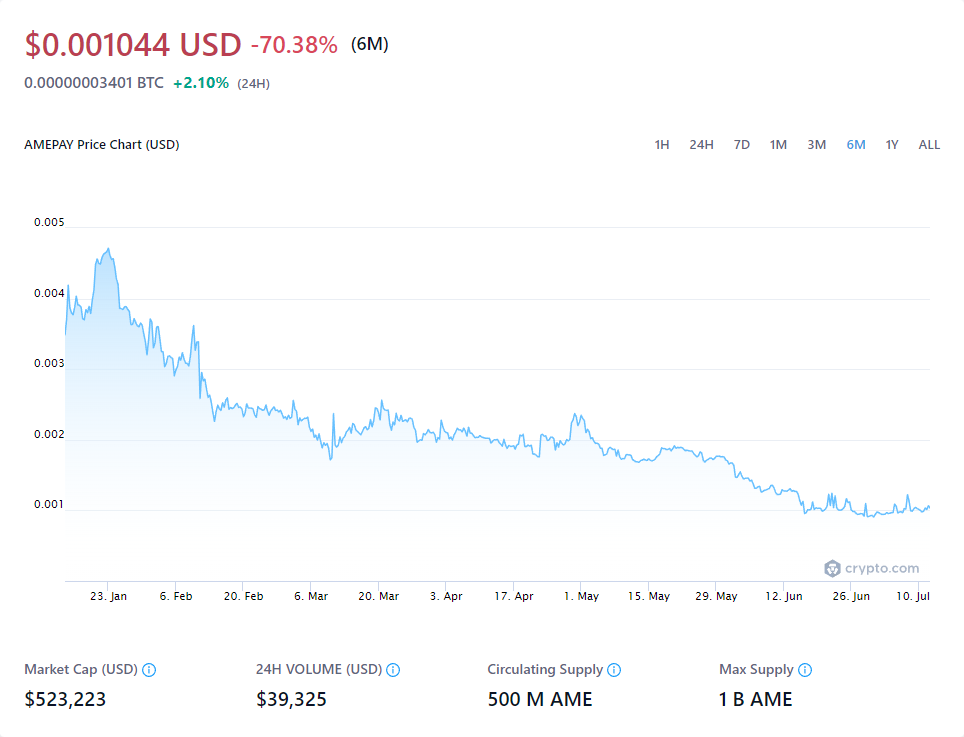 $0.001044 USD -70.38% (6M)
0.00000003401 BTC +2.10% (24H)
AMEPAY Price Chart (USD) 1H 24H 7D 1M 3M 6M 1Y ALL
0.005
0.004
0.003
0.002
0.001
crypto.com
23. Jan 6. Feb 20. Feb 6. Mar 20. Mar 3. Apr 17. Apr 1. May 15. May 29. May 12. Jun 26. Jun 10. Jul
Market Cap (USD) 24H VOLUME (USD) Circulating Supply Max Supply
$523,223 $39,325 500 M AME 1 B AME